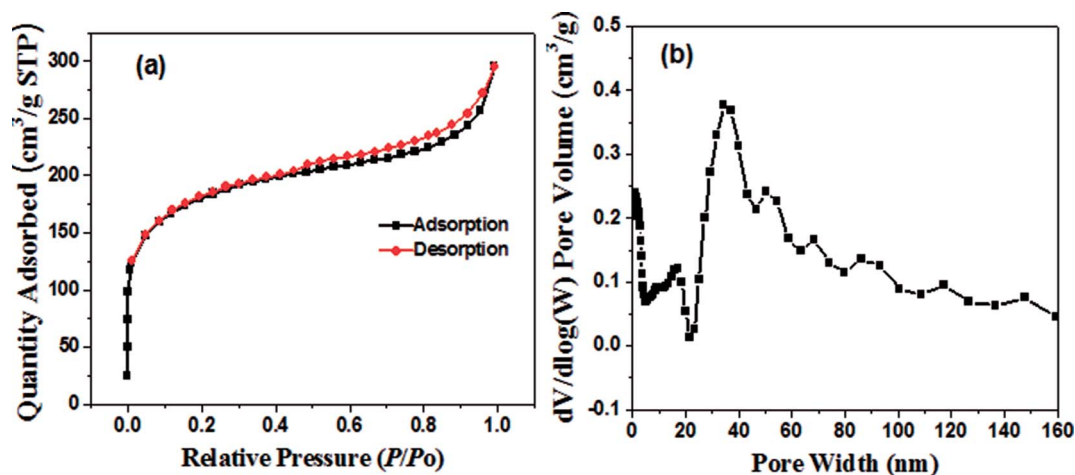 (a)
Quantity Adsorbed (cm³/g STP)
300
250
200
150
100
50
0
Adsorption
Desorption
0.0 0.2 0.4 0.6 0.8 1.0
Relative Pressure (P/Po)
(b)
dV/dlog(W) Pore Volume (cm³/g)
0.5
0.4
0.3
0.2
0.1
0.0
-0.1
0 20 40 60 80 100 120 140 160
Pore Width (nm)